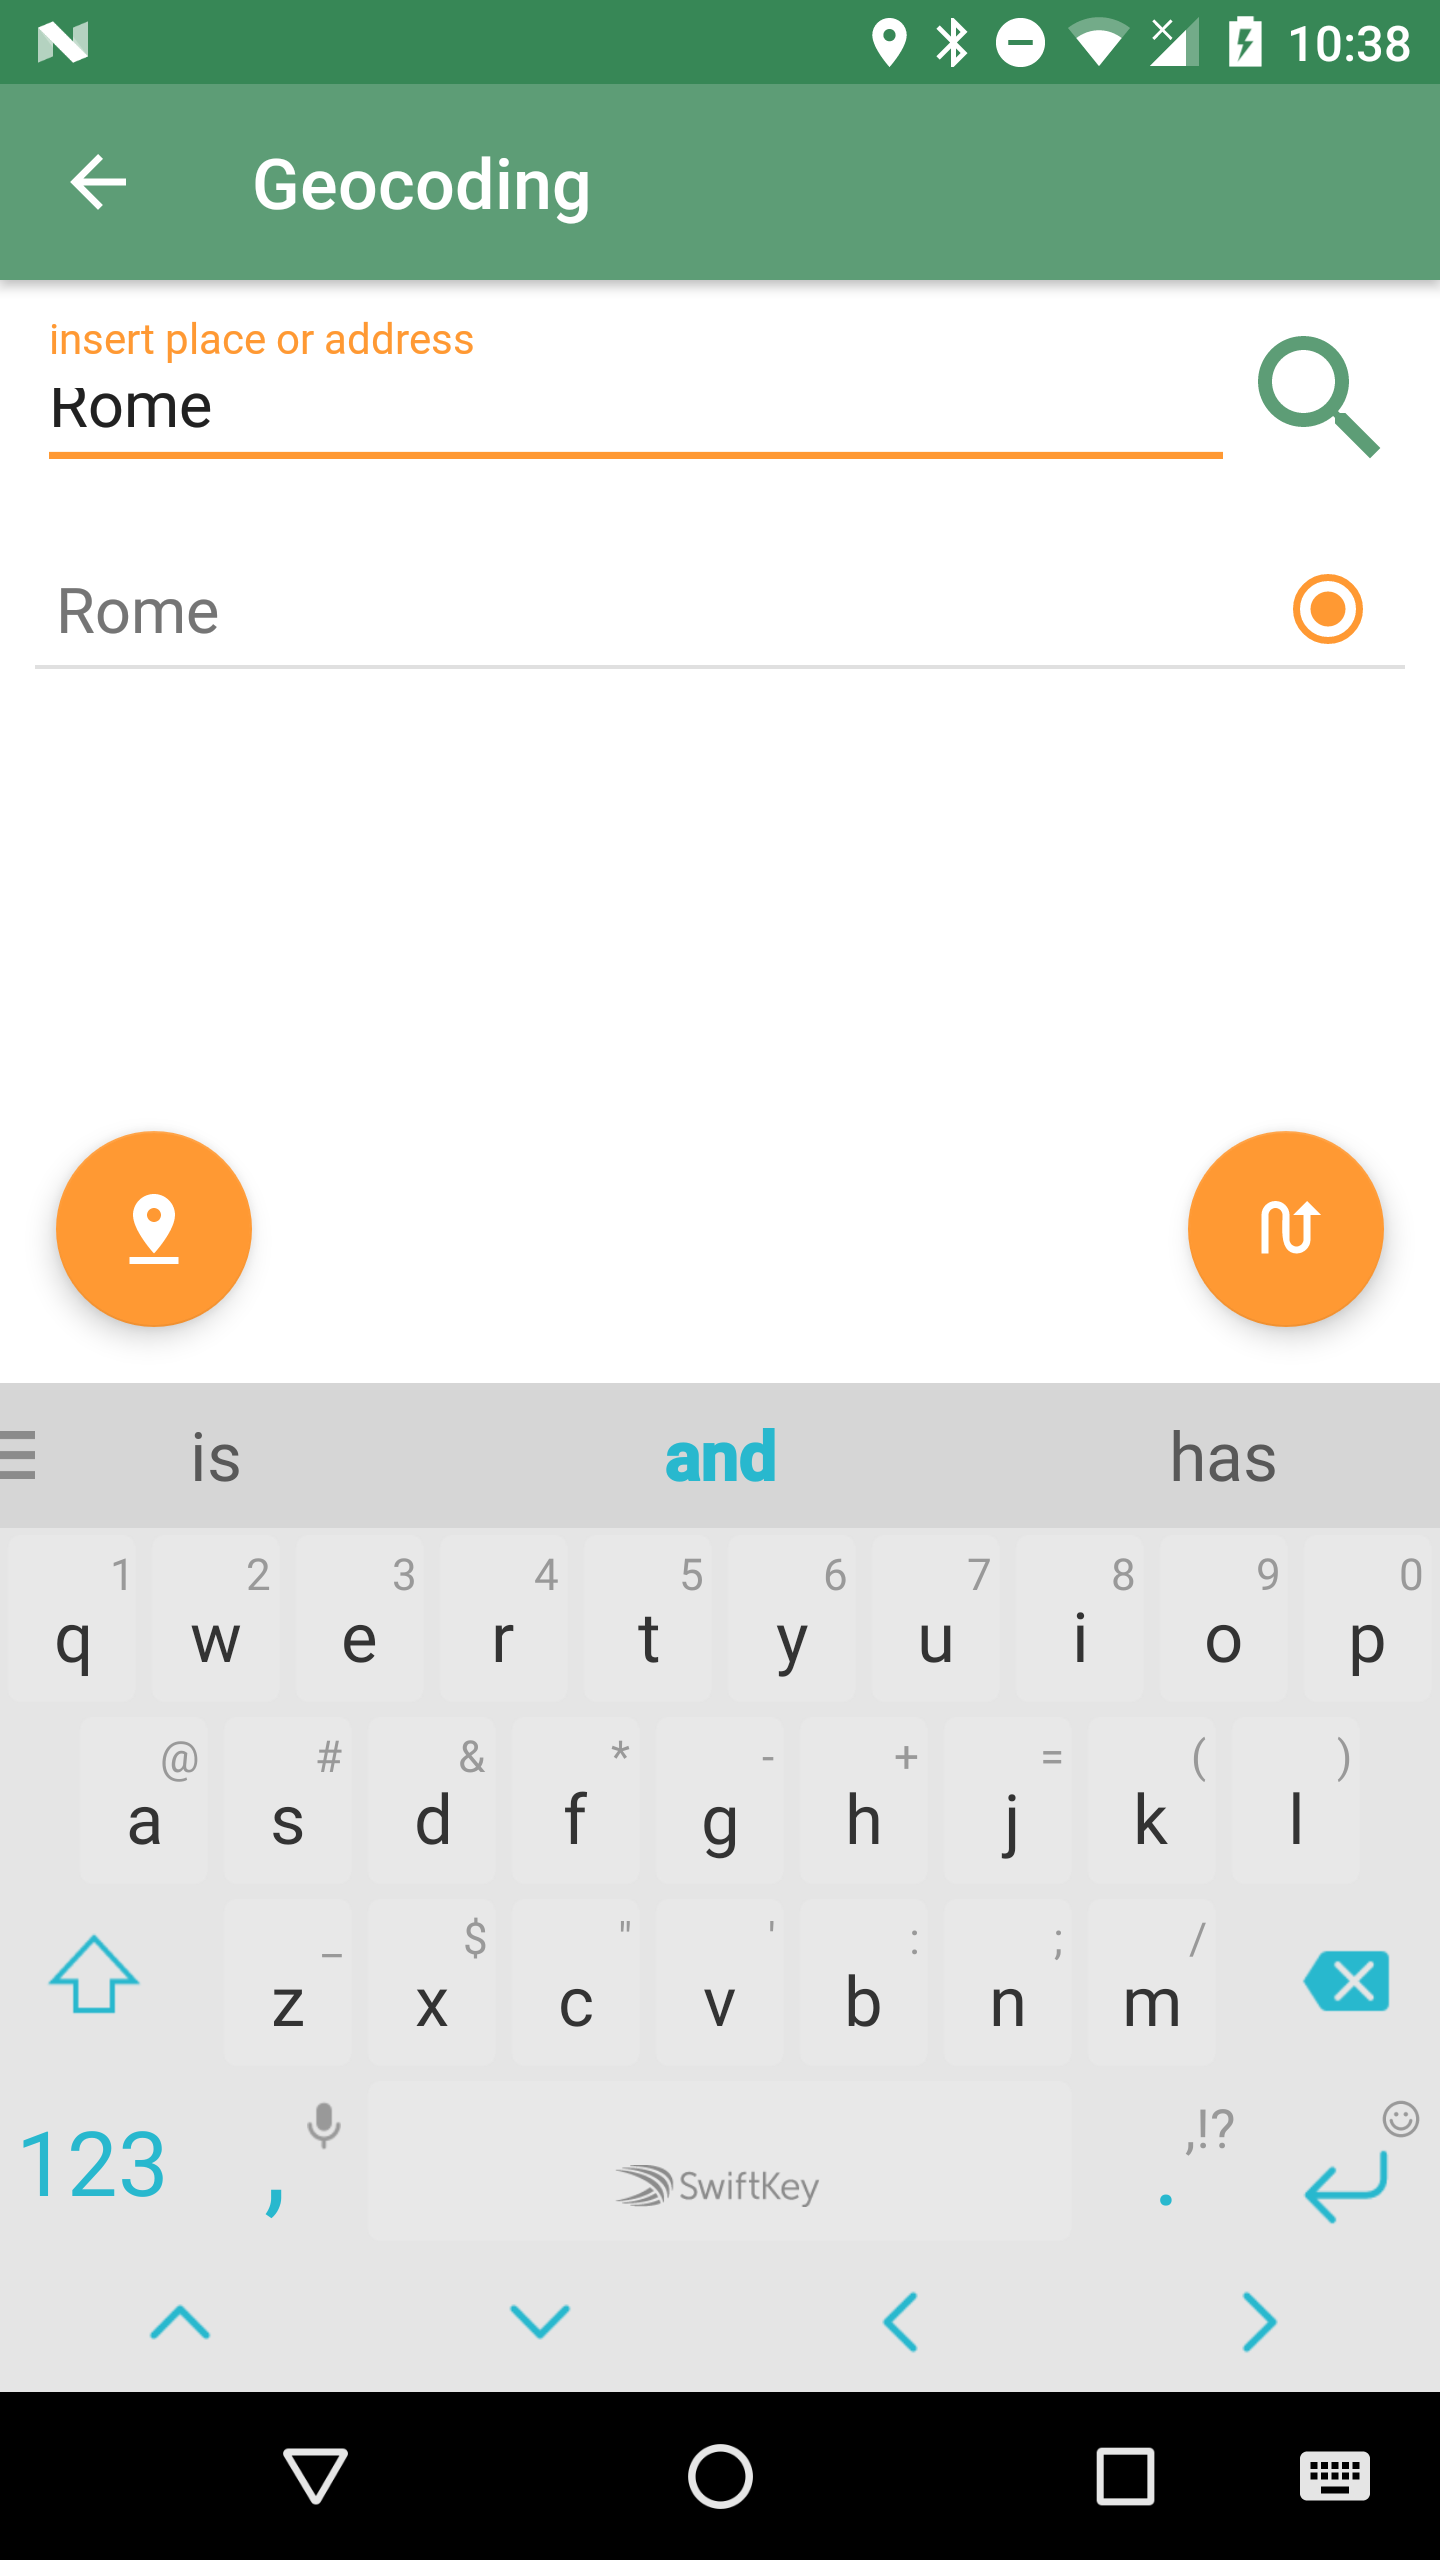 10:38
Geocoding
insert place or address
Rome
Rome
is and has
1 2 3 4 5 6 7 8 9 0
q w e r t y u i o p
@ # & * - + = ( )
a s d f g h j k l
_ $ " ' : ; /
z x c v b n m
,!?
123 , SwiftKey .